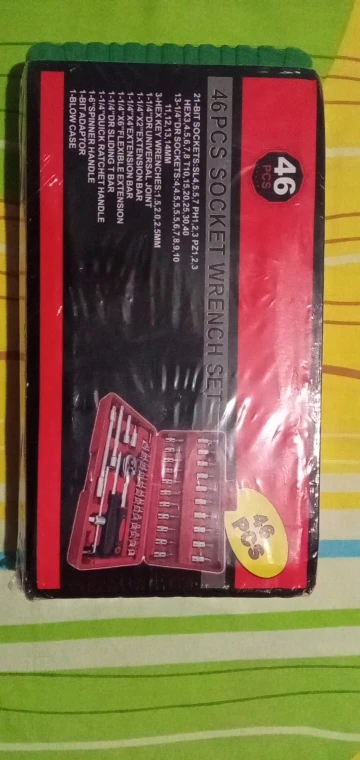 46
PCS
46PCS SOCKET WRENCH SET
21-BIT SOCKETS:SL4,5.5,7 PH1,2,3 PZ1,2,3
HEX3,4,5,6,7,8 T10,15,20,25,30,40
13-1/4"DR SOCKETS:4,4.5,5,5.5,6,7,8,9,10
11,12,13,14MM
3-HEX KEY WRENCHES:1.5,2.0,2.5MM
1-1/4"DR UNIVERSAL JOINT
1-1/4"X2"EXTENSION BAR
1-1/4"X4"EXTENSION BAR
1-1/4"X6"FLEXIBLE EXTENSION
1-1/4"DR SLIDING T BAR
1-1/4"QUICK RATCHET HANDLE
1-6"SPINNER HANDLE
1-BIT ADAPTOR
1-BLOW CASE
46
PCS